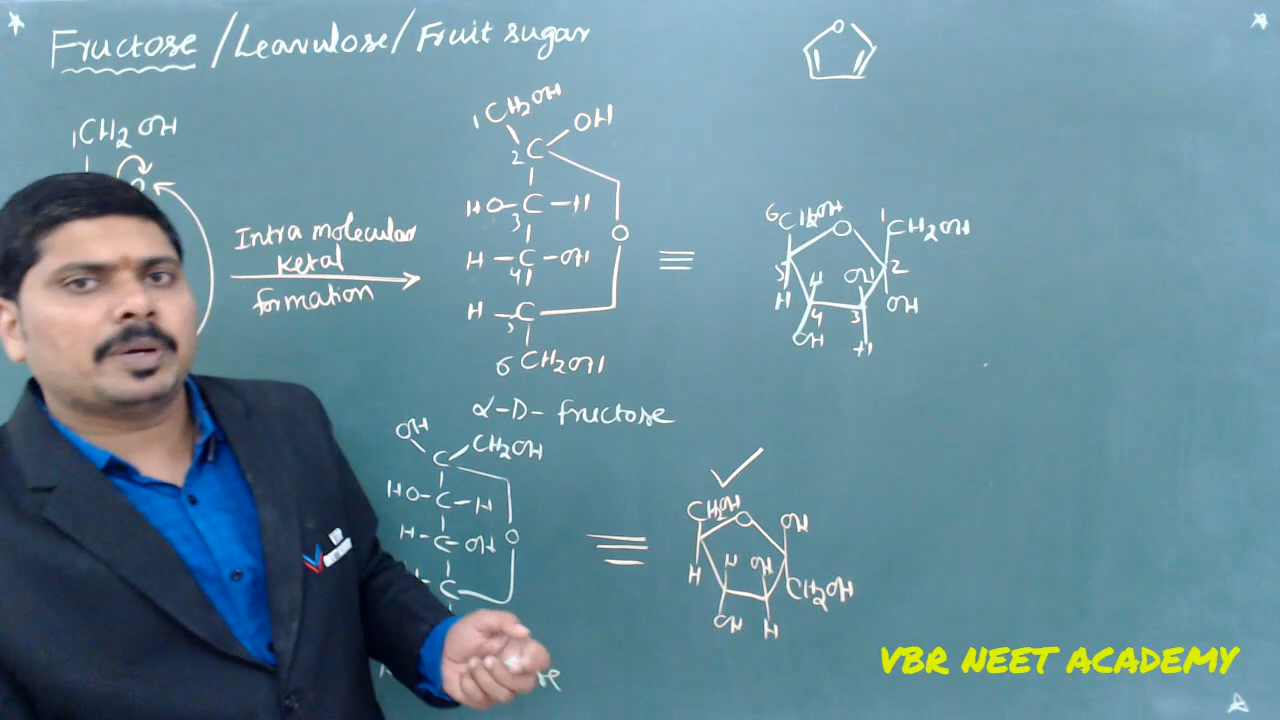 Fructose / Leavulose / Fruit sugar
1CH2OH
Intra molecular
Ketal
formation
1CH2OH
OH
2C
HO-C-H
3
O
H-C-OH
4
H-C
5
6CH2OH
α-D-fructose
≡
6CH2OH O 1CH2OH
5 H OH 2
H 4 3 OH
OH H
O
OH
C CH2OH
HO-C-H
H-C-OH O
C
≡
✓
CH2OH O OH
H H OH CH2OH
OH H
VBR NEET ACADEMY